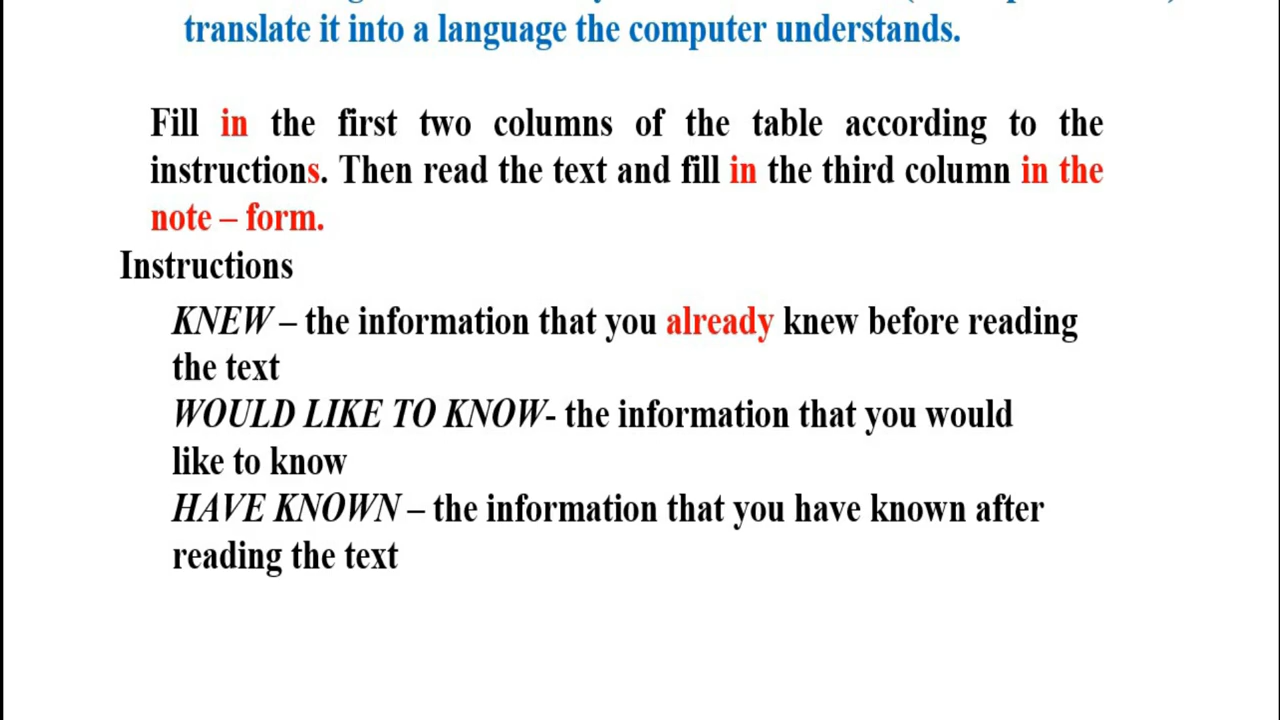 translate it into a language the computer understands.
Fill in the first two columns of the table according to the
instructions. Then read the text and fill in the third column in the
note – form.
Instructions
KNEW – the information that you already knew before reading
the text
WOULD LIKE TO KNOW- the information that you would
like to know
HAVE KNOWN – the information that you have known after
reading the text